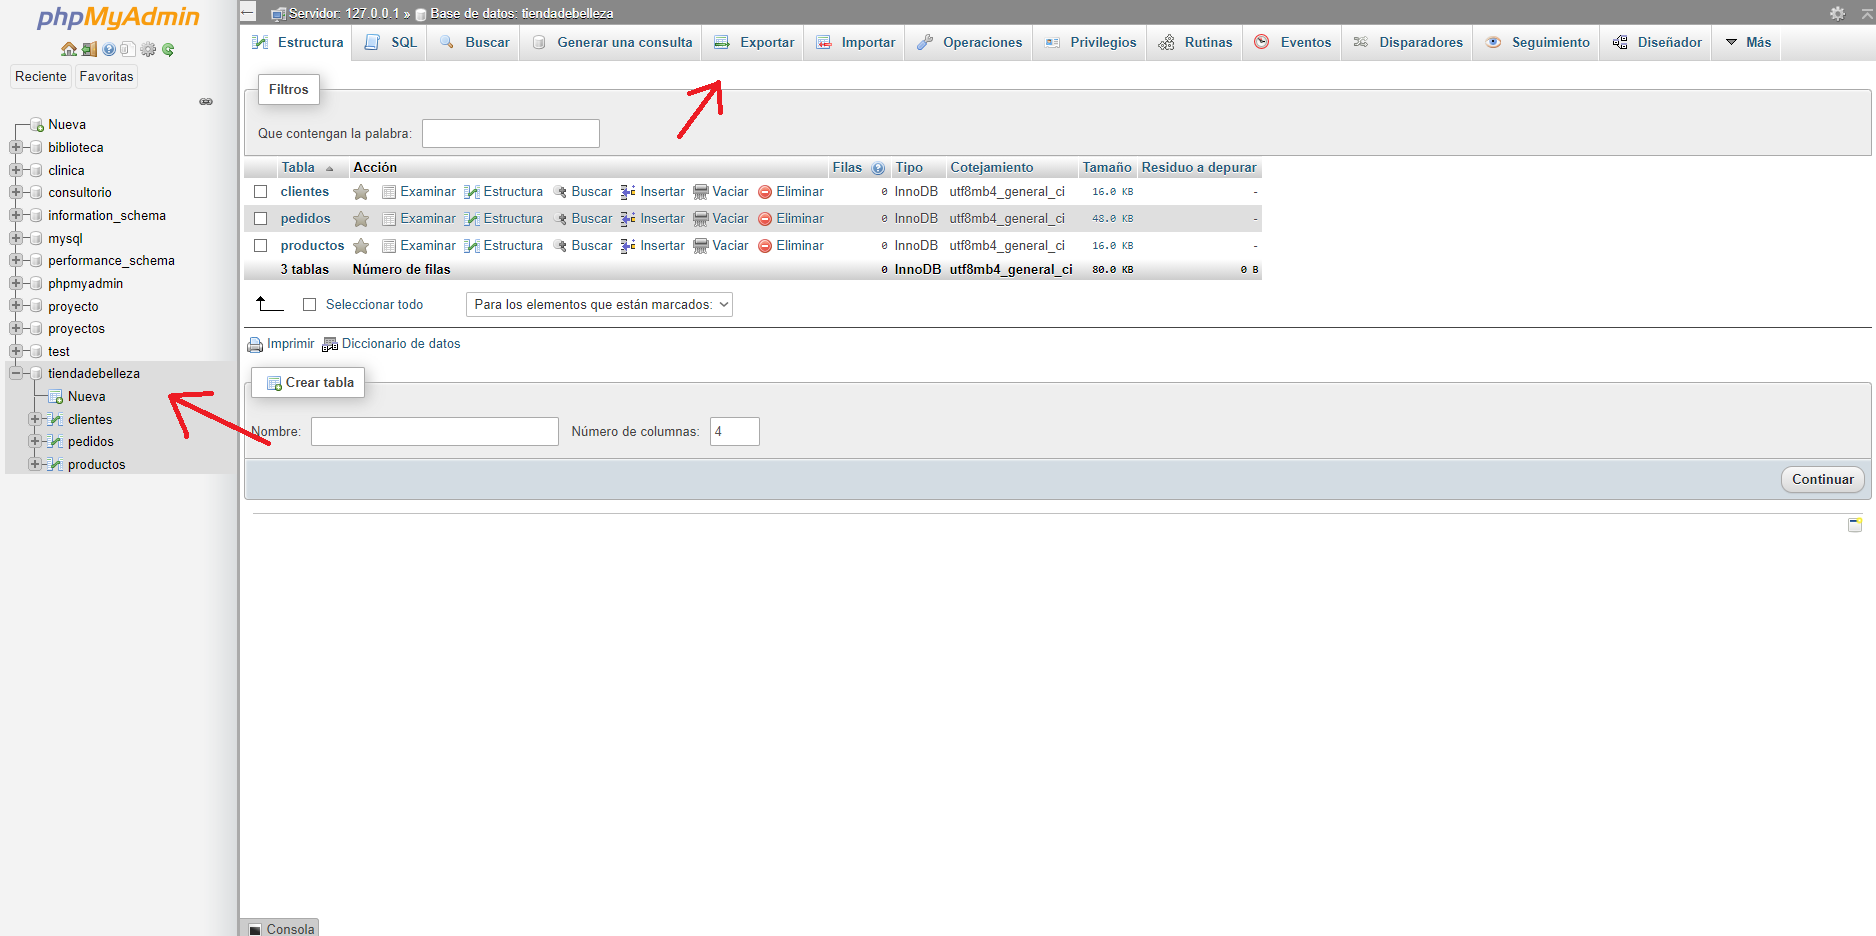 phpMyAdmin
Reciente Favoritas
Nueva
biblioteca
clinica
consultorio
information_schema
mysql
performance_schema
phpmyadmin
proyecto
proyectos
test
tiendadebelleza
Nueva
clientes
pedidos
productos
Servidor: 127.0.0.1 » Base de datos: tiendadebelleza
Estructura SQL Buscar Generar una consulta Exportar Importar Operaciones Privilegios Rutinas Eventos Disparadores Seguimiento Diseñador Más
Filtros
Que contengan la palabra:
Tabla Acción Filas Tipo Cotejamiento Tamaño Residuo a depurar
clientes Examinar Estructura Buscar Insertar Vaciar Eliminar 0 InnoDB utf8mb4_general_ci 16.0 KB -
pedidos Examinar Estructura Buscar Insertar Vaciar Eliminar 0 InnoDB utf8mb4_general_ci 48.0 KB -
productos Examinar Estructura Buscar Insertar Vaciar Eliminar 0 InnoDB utf8mb4_general_ci 16.0 KB -
3 tablas Número de filas 0 InnoDB utf8mb4_general_ci 80.0 KB 0 B
Seleccionar todo Para los elementos que están marcados:
Imprimir Diccionario de datos
Crear tabla
Nombre: Número de columnas: 4
Continuar
Consola